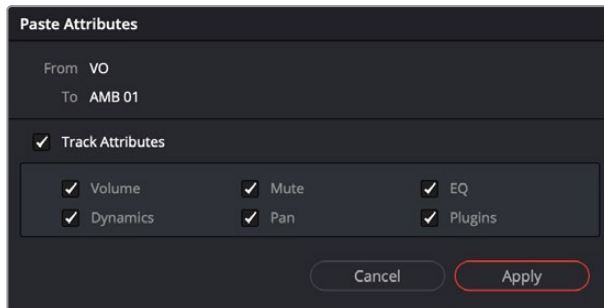 Paste Attributes
From VO
To AMB 01
Track Attributes
Volume Mute EQ
Dynamics Pan Plugins
Cancel Apply